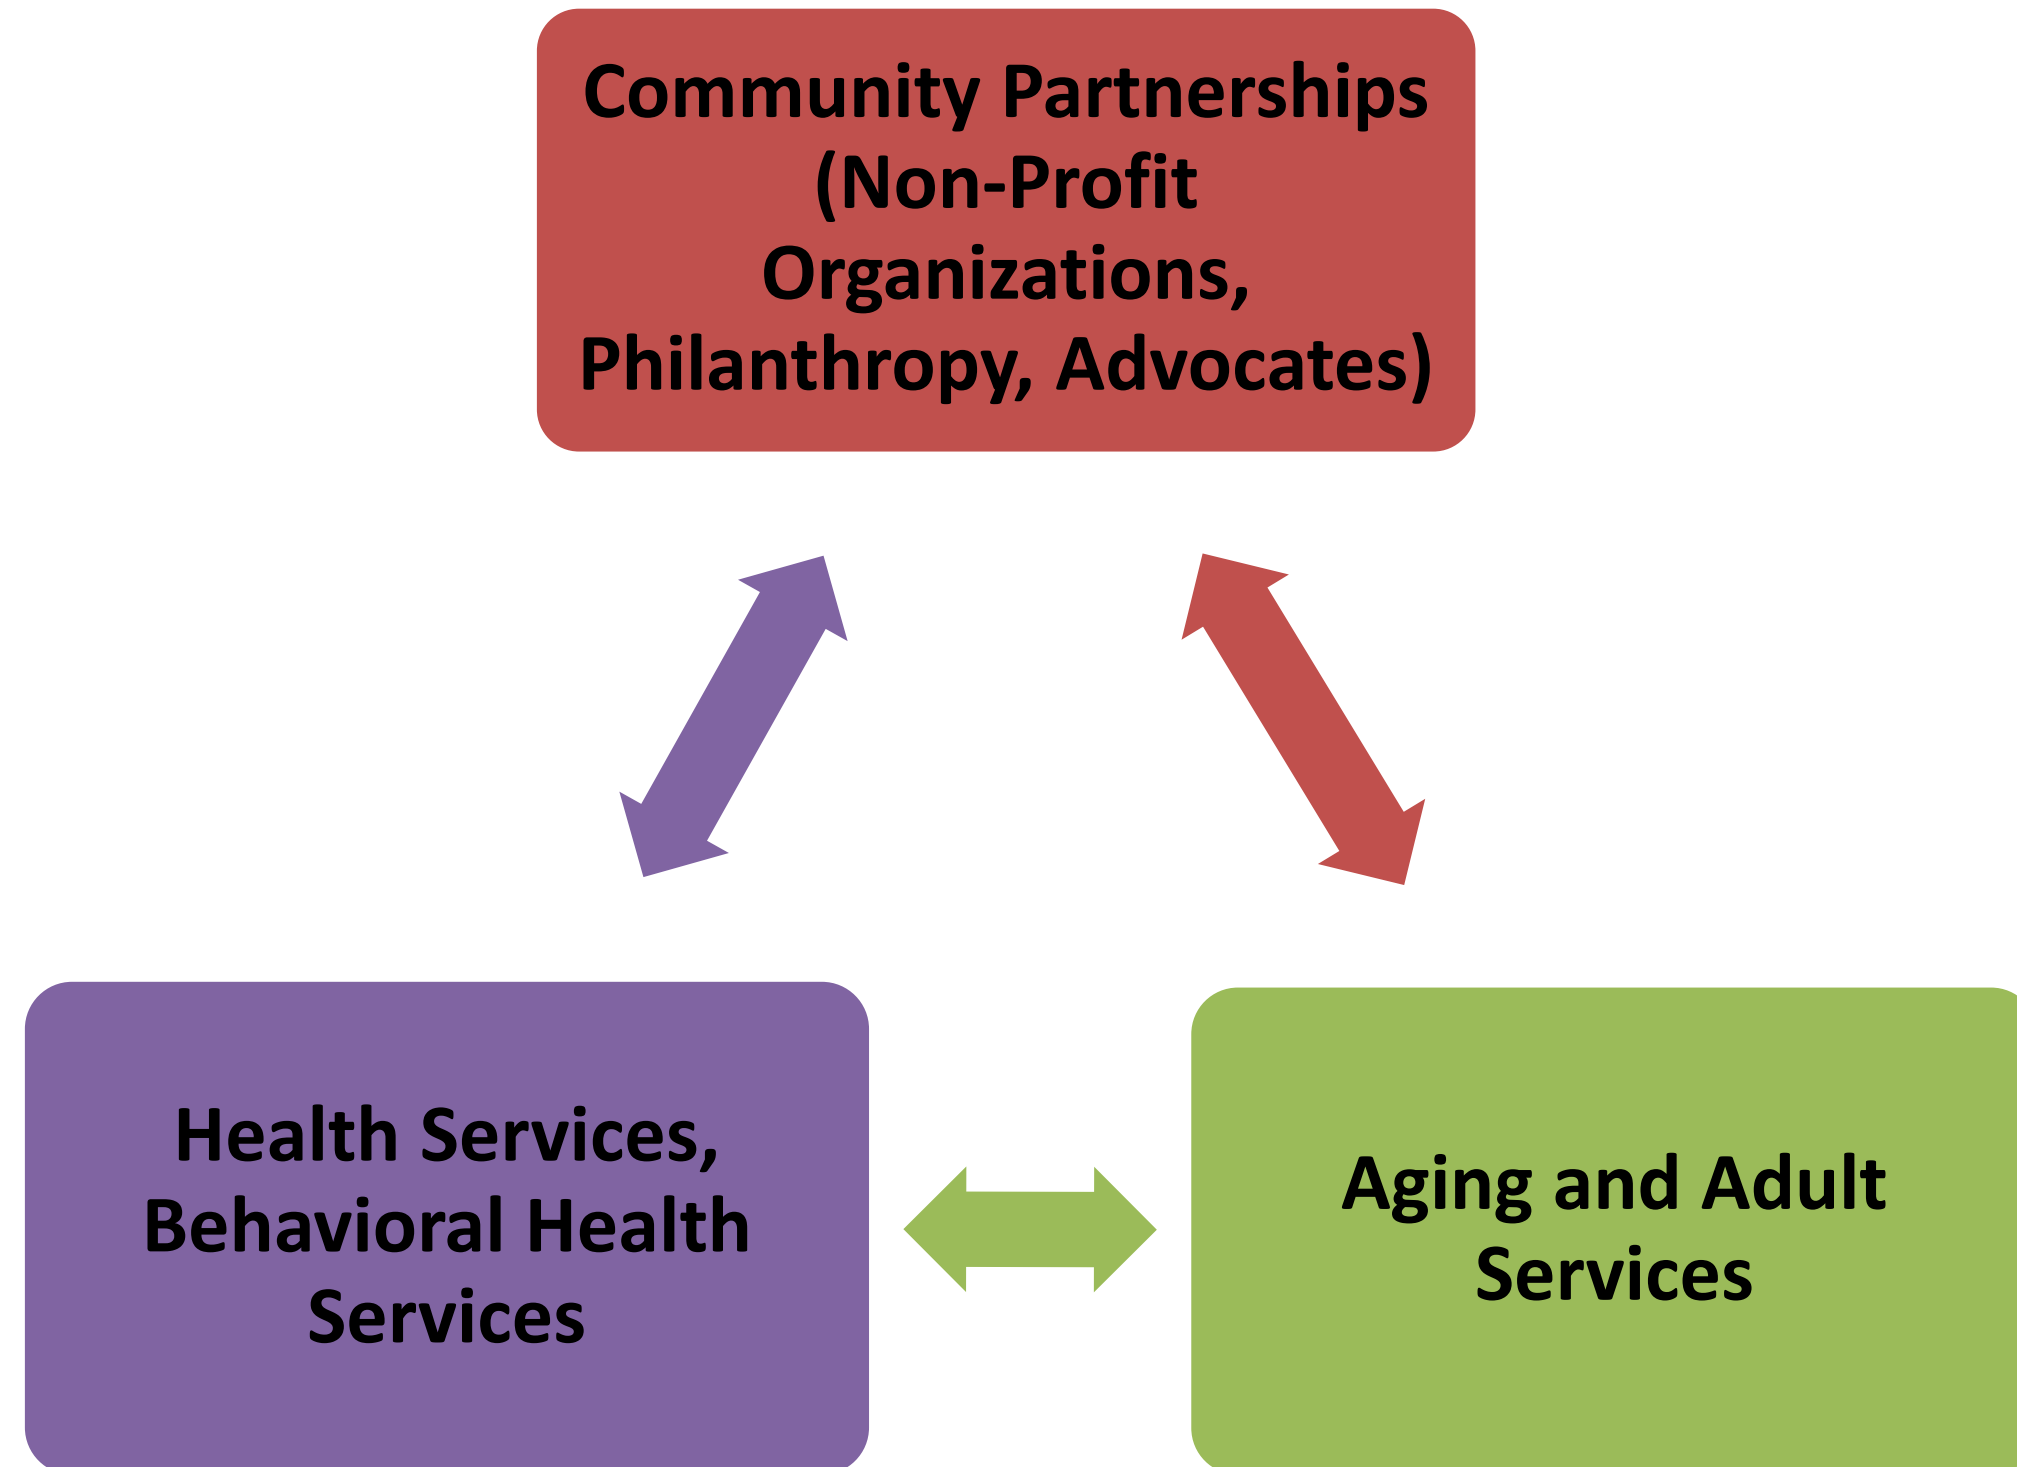 Community Partnerships
(Non-Profit
Organizations,
Philanthropy, Advocates)
Health Services,
Behavioral Health
Services
Aging and Adult
Services